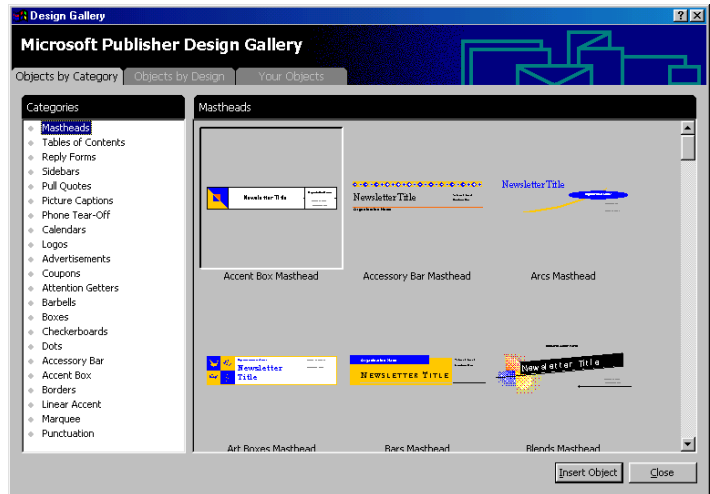 Design Gallery
Microsoft Publisher Design Gallery
Objects by Category Objects by Design Your Objects
Categories
Mastheads
Tables of Contents
Reply Forms
Sidebars
Pull Quotes
Picture Captions
Phone Tear-Off
Calendars
Logos
Advertisements
Coupons
Attention Getters
Barbells
Boxes
Checkerboards
Dots
Accessory Bar
Accent Box
Borders
Linear Accent
Marquee
Punctuation
Mastheads
Newsletter Title
Newsletter Title
Newsletter Title
Accent Box Masthead
Accessory Bar Masthead
Arcs Masthead
Newsletter
Title
NEWSLETTER TITLE
Newsletter Title
Art Boxes Masthead
Bars Masthead
Blends Masthead
Insert Object
Close